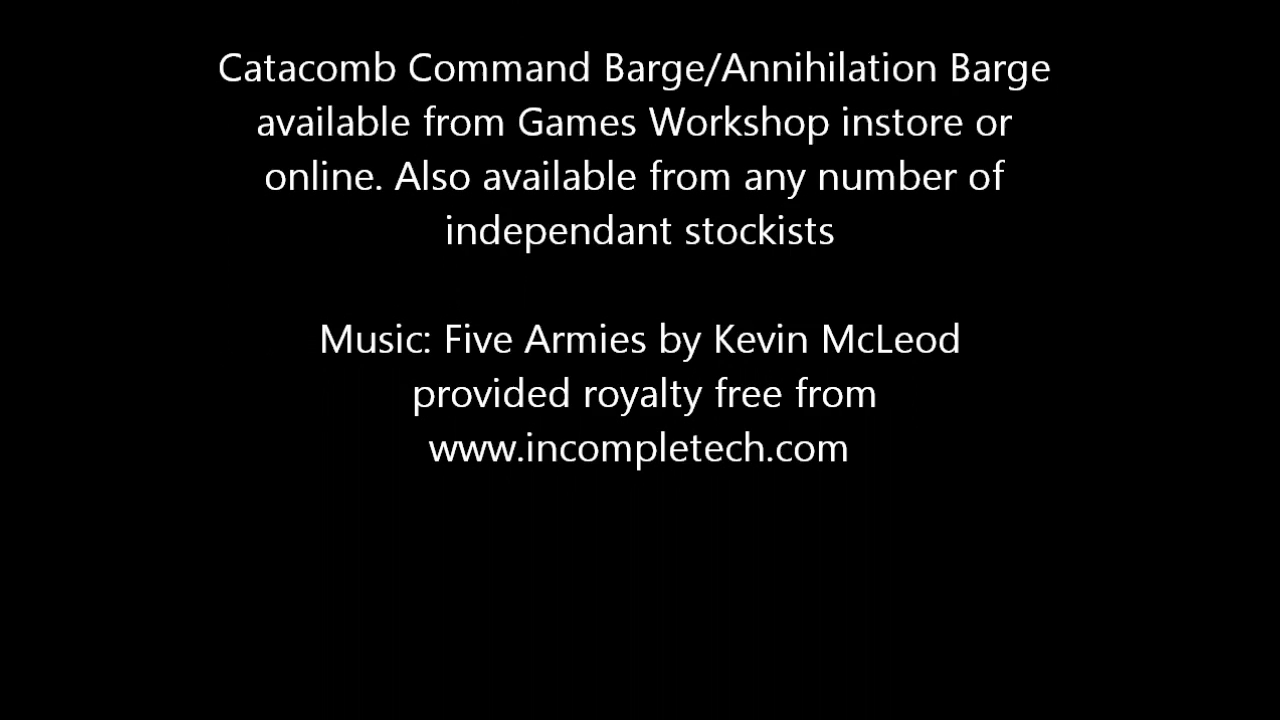 Catacomb Command Barge/Annihilation Barge
available from Games Workshop instore or
online. Also available from any number of
independant stockists
Music: Five Armies by Kevin McLeod
provided royalty free from
www.incompletech.com